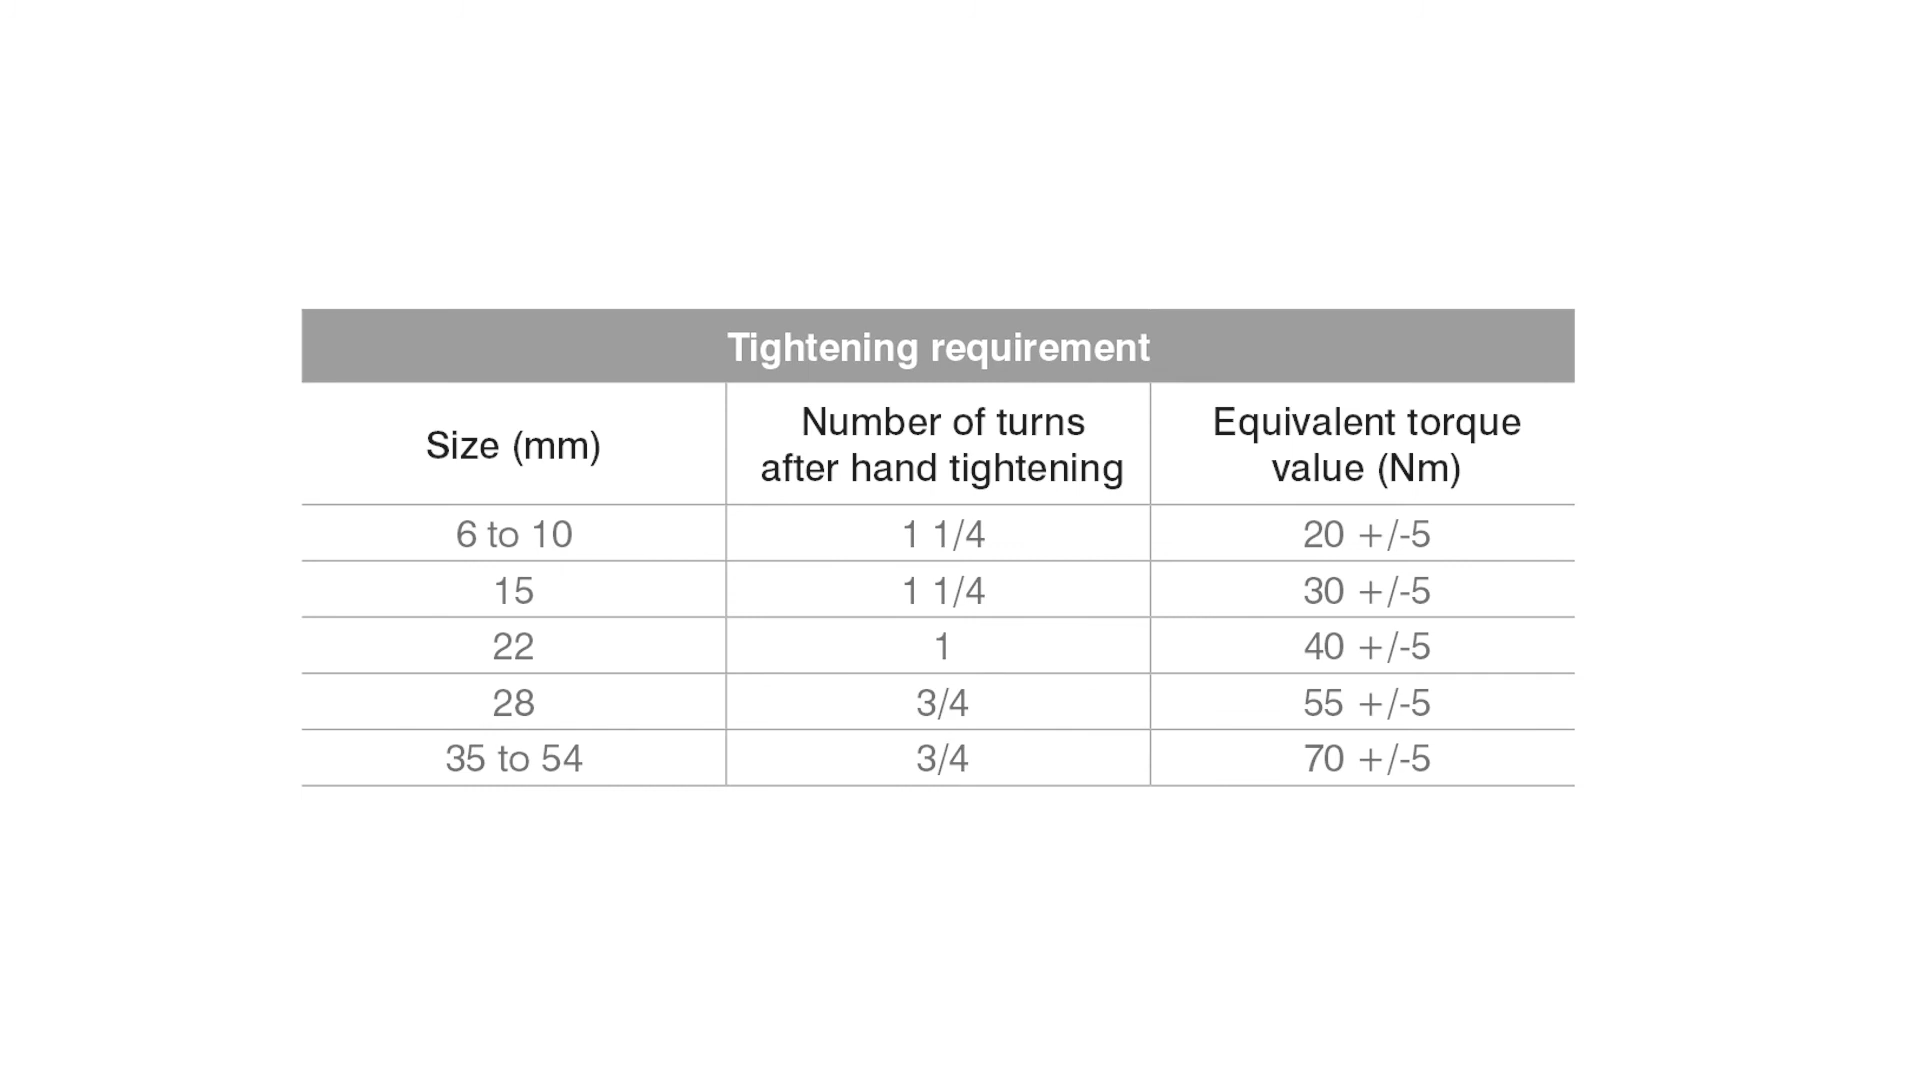 Tightening requirement
Size (mm)
Number of turns
after hand tightening
Equivalent torque
value (Nm)
6 to 10 1 1/4 20 +/-5
15 1 1/4 30 +/-5
22 1 40 +/-5
28 3/4 55 +/-5
35 to 54 3/4 70 +/-5